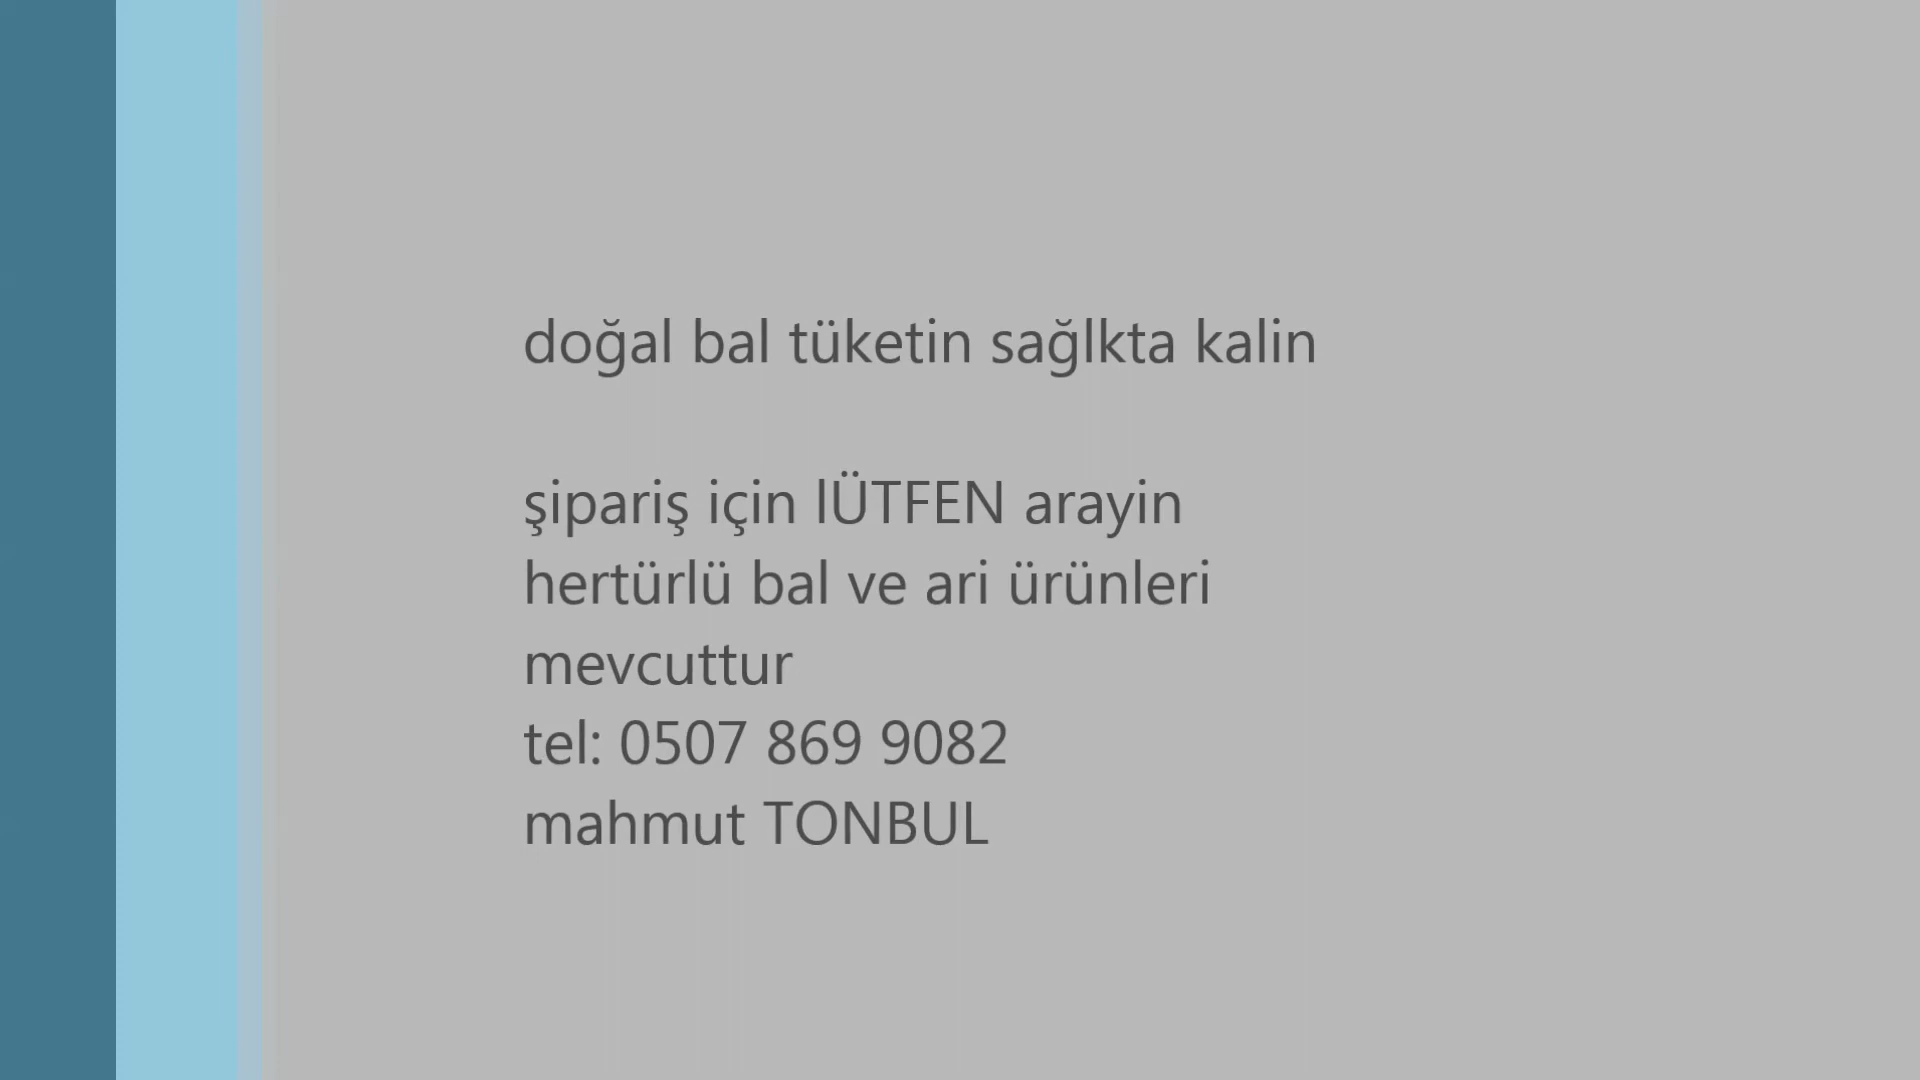 doğal bal tüketin sağlkta kalin
şipariş için lÜTFEN arayin
hertürlü bal ve ari ürünleri
mevcuttur
tel: 0507 869 9082
mahmut TONBUL